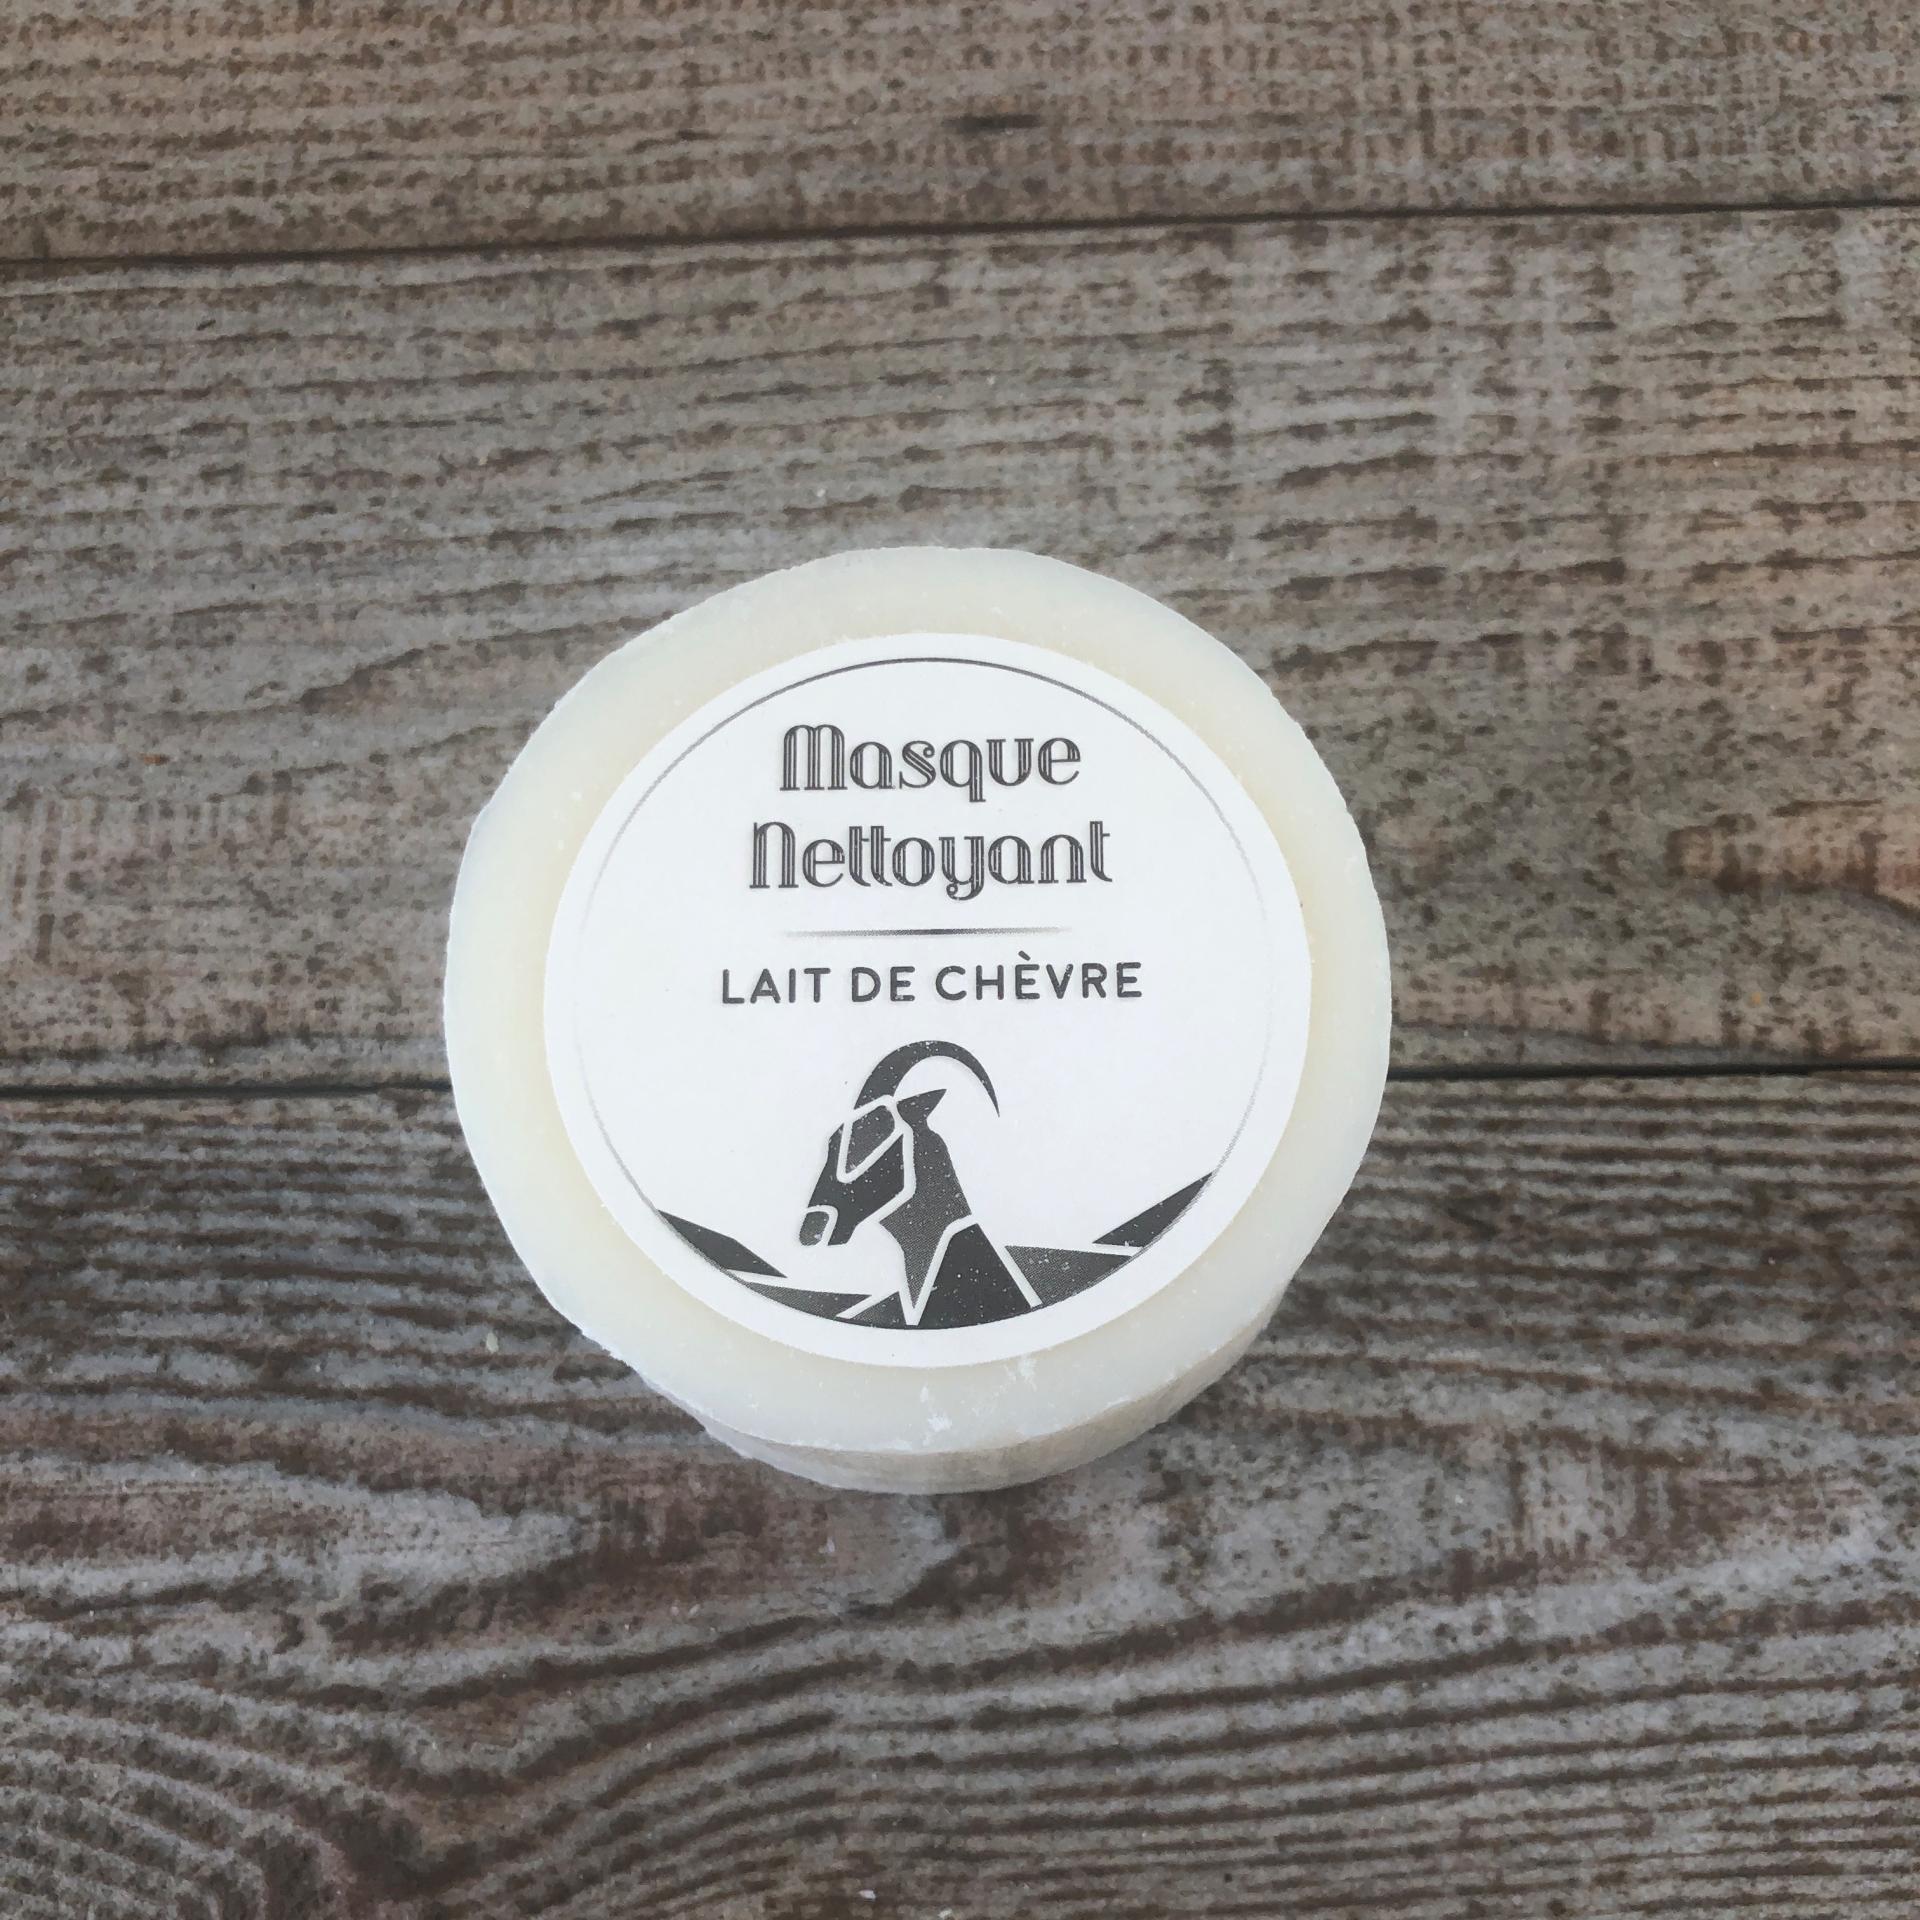 Masque
Nettoyant
LAIT DE CHÈVRE